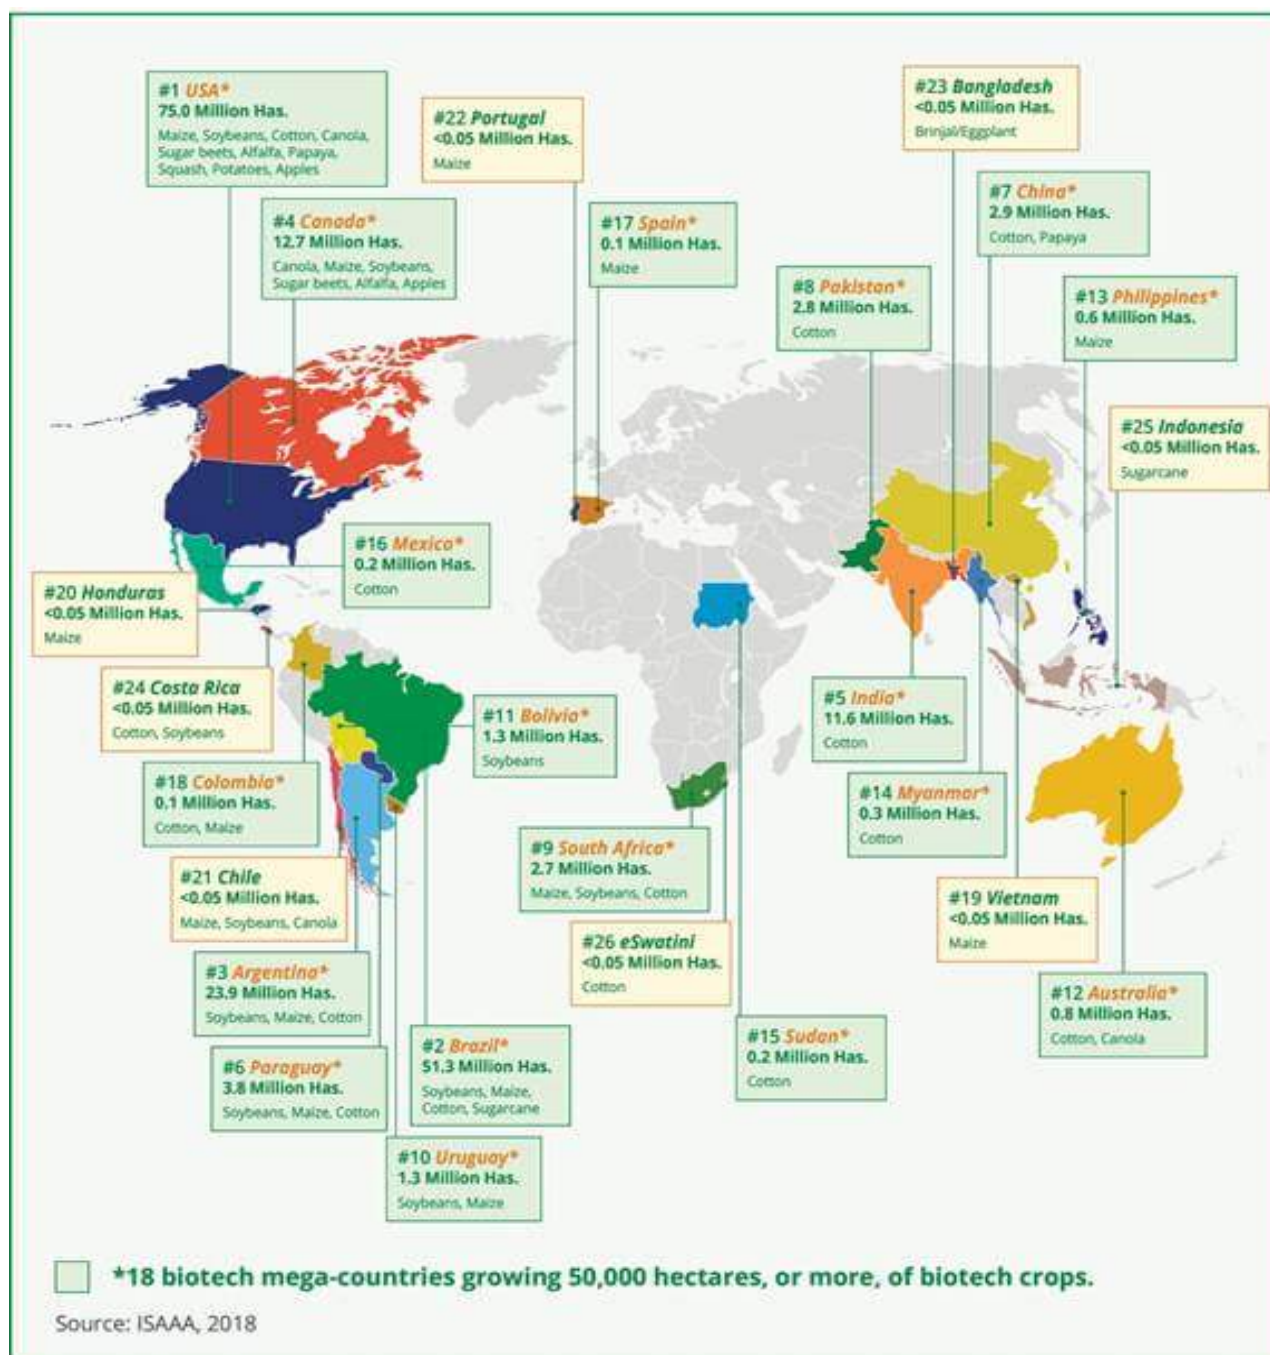 #1 USA*
75.0 Million Has.
Maize, Soybeans, Cotton, Canola,
Sugar beets, Alfalfa, Papaya,
Squash, Potatoes, Apples
#22 Portugal
<0.05 Million Has.
Maize
#23 Bangladesh
<0.05 Million Has.
Brinjal/Eggplant
#4 Canada*
12.7 Million Has.
Canola, Maize, Soybeans,
Sugar beets, Alfalfa, Apples
#17 Spain*
0.1 Million Has.
Maize
#7 China*
2.9 Million Has.
Cotton, Papaya
#8 Pakistan*
2.8 Million Has.
Cotton
#13 Philippines*
0.6 Million Has.
Maize
#25 Indonesia
<0.05 Million Has.
Sugarcane
#16 Mexico*
0.2 Million Has.
Cotton
#20 Honduras
<0.05 Million Has.
Maize
#24 Costa Rica
<0.05 Million Has.
Cotton, Soybeans
#11 Bolivia*
1.3 Million Has.
Soybeans
#5 India*
11.6 Million Has.
Cotton
#18 Colombia*
0.1 Million Has.
Cotton, Maize
#14 Myanmar*
0.3 Million Has.
Cotton
#9 South Africa*
2.7 Million Has.
Maize, Soybeans, Cotton
#21 Chile
<0.05 Million Has.
Maize, Soybeans, Canola
#19 Vietnam
<0.05 Million Has.
Maize
#26 eSwatini
<0.05 Million Has.
Cotton
#3 Argentina*
23.9 Million Has.
Soybeans, Maize, Cotton
#12 Australia*
0.8 Million Has.
Cotton, Canola
#15 Sudan*
0.2 Million Has.
Cotton
#2 Brazil*
51.3 Million Has.
Soybeans, Maize,
Cotton, Sugarcane
#6 Paraguay*
3.8 Million Has.
Soybeans, Maize, Cotton
#10 Uruguay*
1.3 Million Has.
Soybeans, Maize
*18 biotech mega-countries growing 50,000 hectares, or more, of biotech crops.
Source: ISAAA, 2018